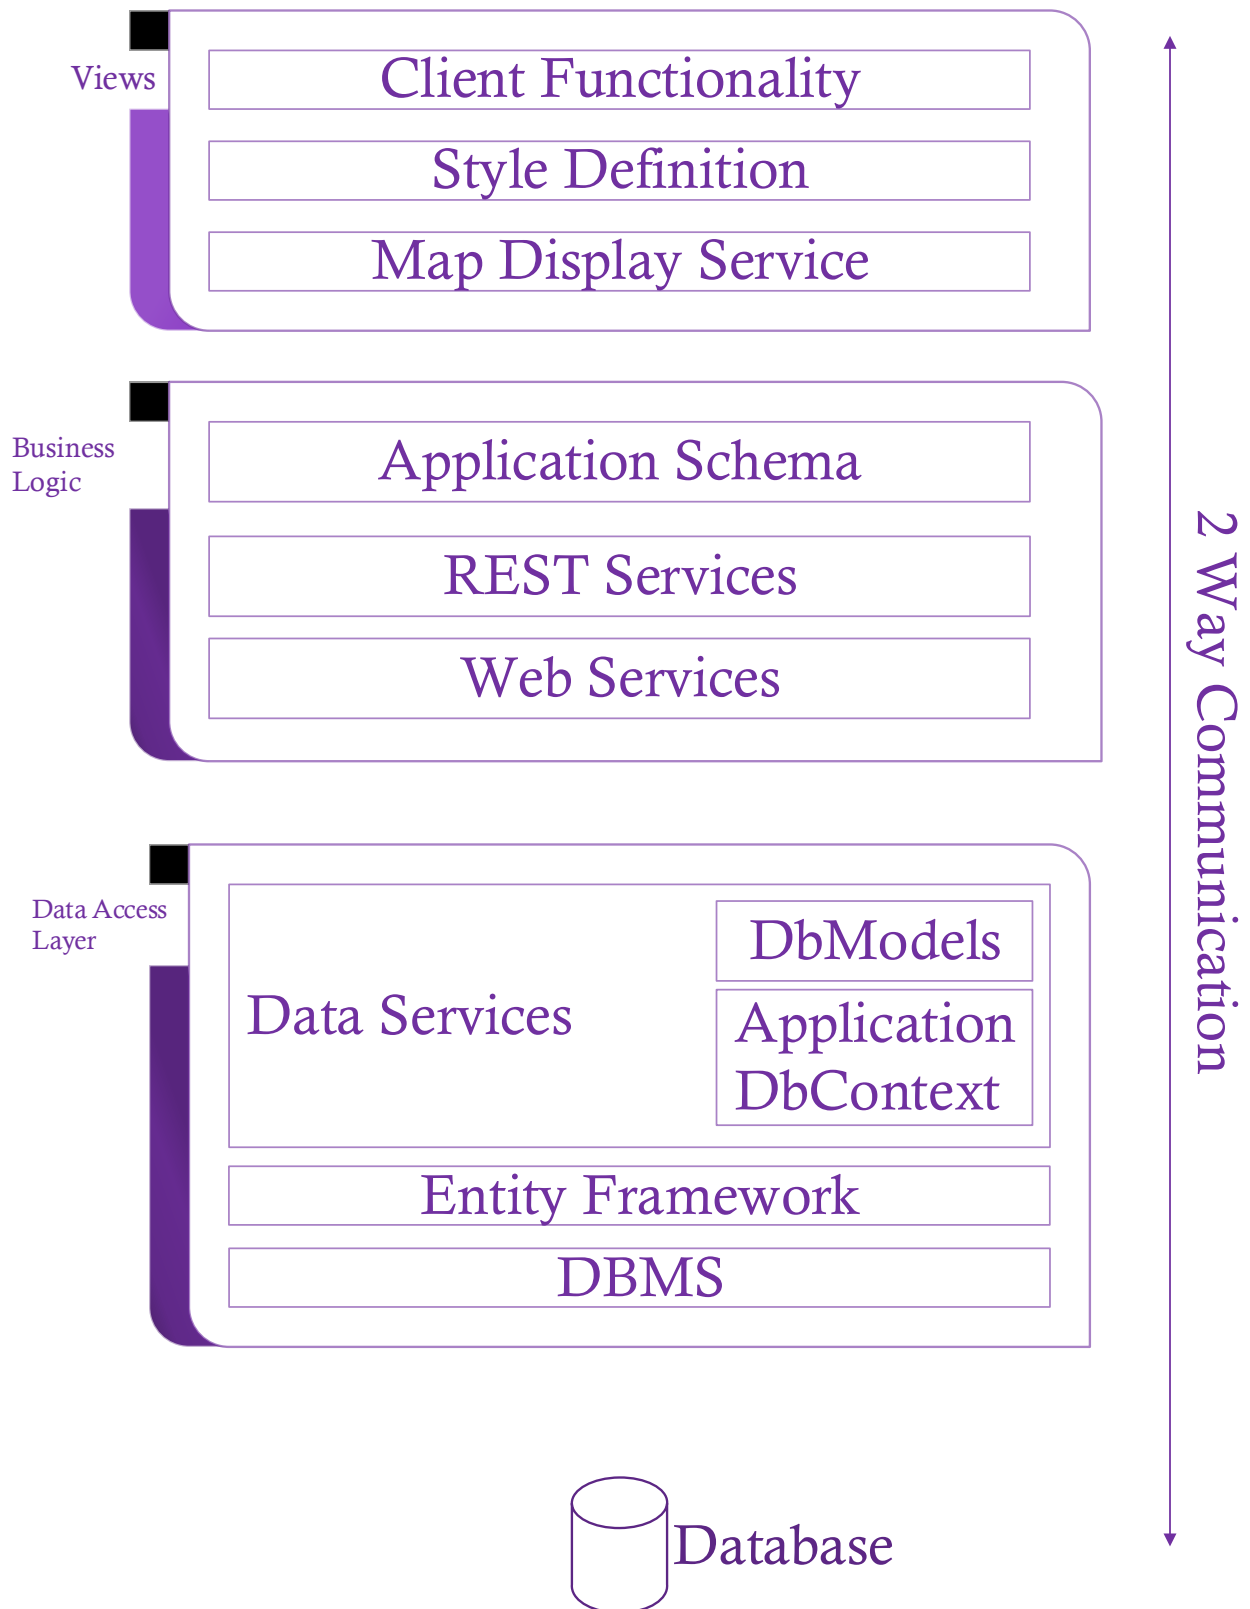 Views
Client Functionality
Style Definition
Map Display Service
Business
Logic
Application Schema
REST Services
Web Services
2 Way Communication
Data Access
Layer
Data Services
DbModels
Application
DbContext
Entity Framework
DBMS
Database